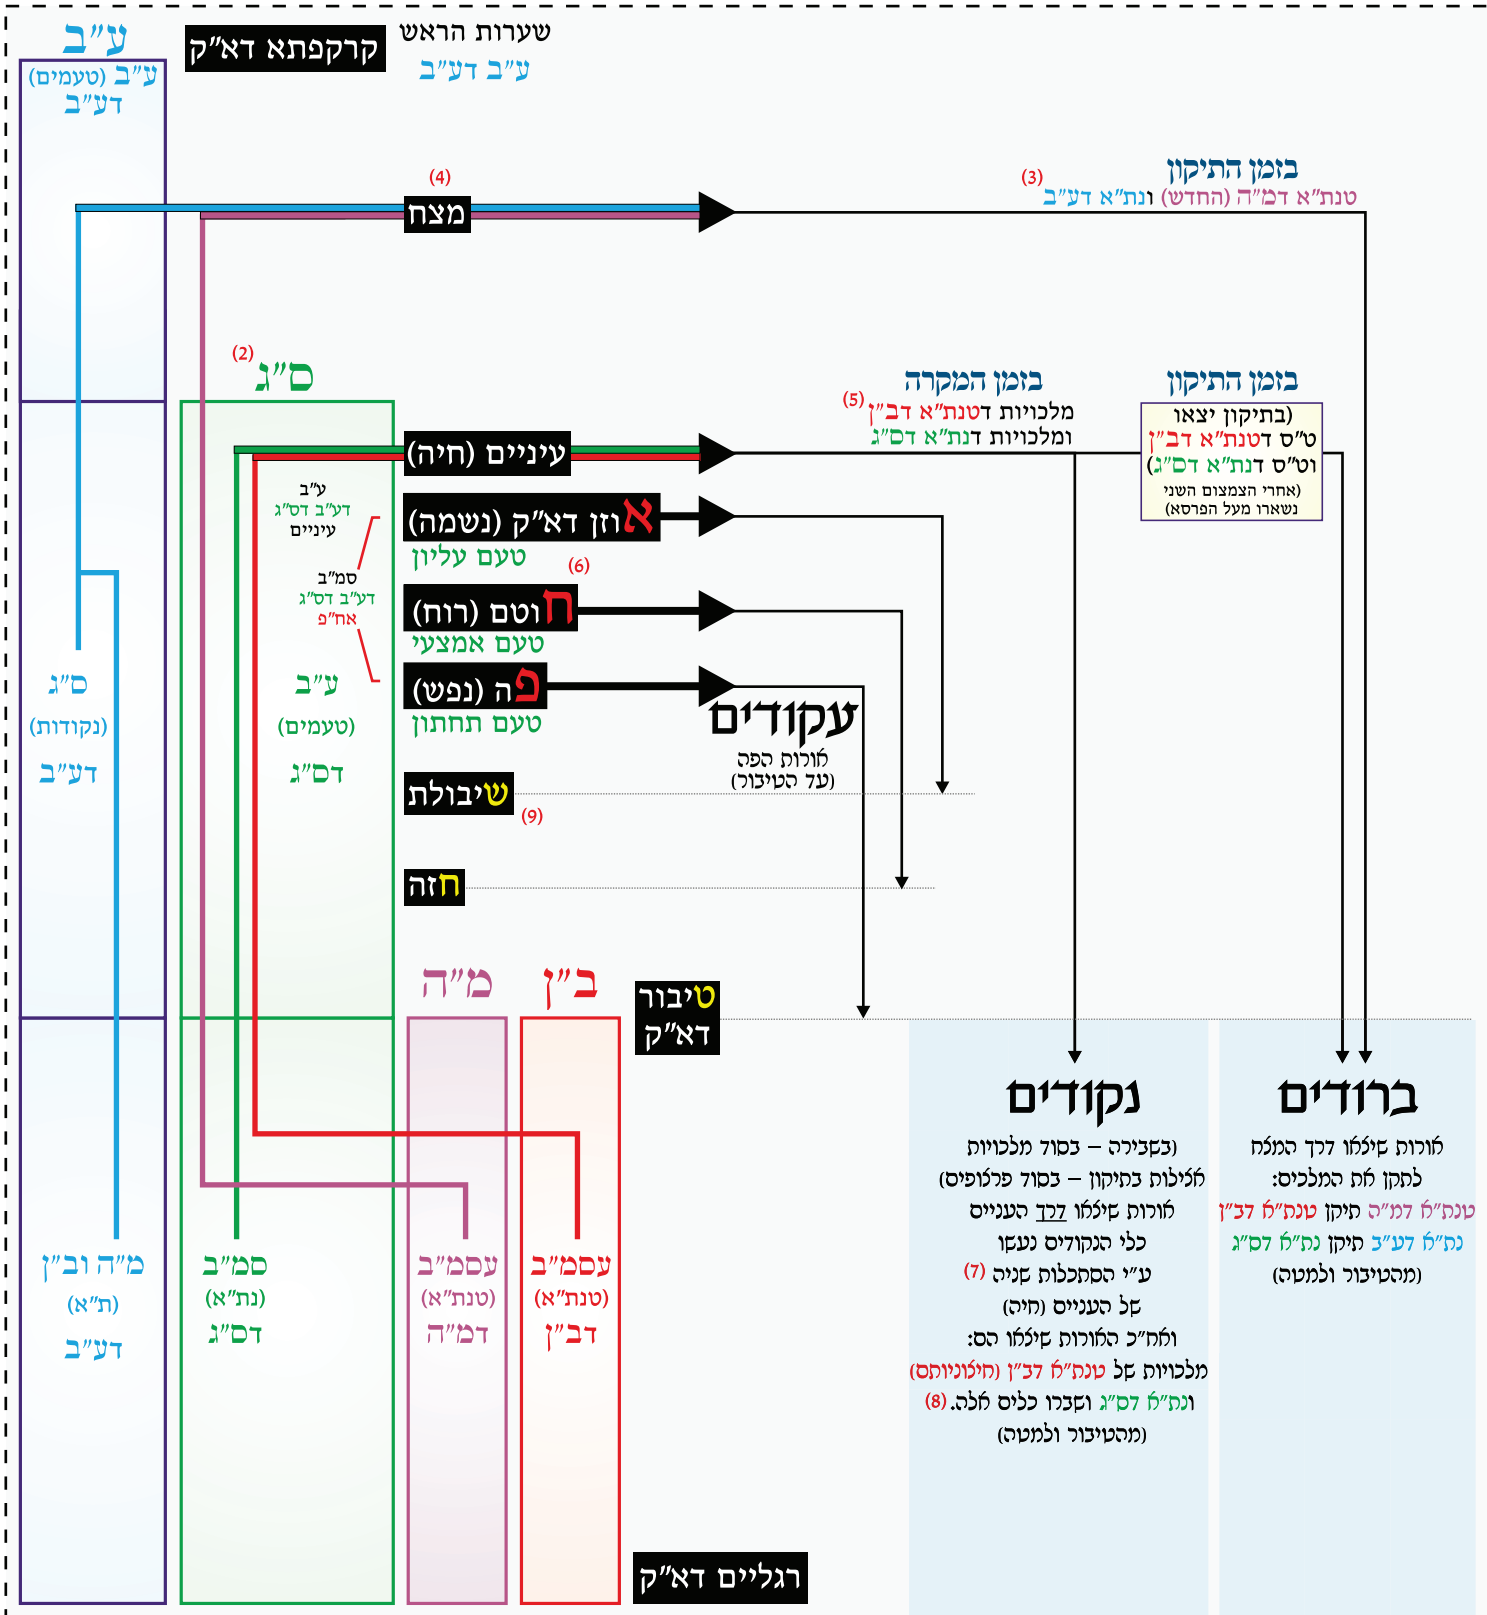 ע"ב
קרקפתא דא"ק
שערות הראש
ע"ב דע"ב
ע"ב (טעמים)
דע"ב
בזמן התיקון
(3)
טנת"א דמ"ה (החדש) ונת"א דע"ב
(4)
מצח
(2)
ס"ג
בזמן התיקון
(בתיקון יצאו
ט"ס דטנת"א דב"ן
וט"ס דנת"א דס"ג)
(אחרי הצמצום השני
נשארו מעל הפרסא)
בזמן המקרה
(5)
מלכויות דטנת"א דב"ן
ומלכויות דנת"א דס"ג
עיניים (חיה)
ע"ב
דע"ב דס"ג
עיניים
אוזן דא"ק (נשמה)
טעם עליון
(6)
סמ"ב
דע"ב דס"ג
אח"פ
חוטם (רוח)
טעם אמצעי
פה (נפש)
טעם תחתון
עקודים
אורות הפה
(עד הטיבור)
ס"ג
(נקודות)
דע"ב
ע"ב
(טעמים)
דס"ג
שיבולת
(9)
חזה
מ"ה
ב"ן
טיבור
דא"ק
ברודים
אורות שיצאו דרך המצח
לתקן את המלכים:
טנת"א דמ"ה תיקן טנת"א דב"ן
נת"א דע"ב תיקן נת"א דס"ג
(מהטיבור ולמטה)
נקודים
(בשבירה – בסוד מלכויות
אצילות בתיקון – בסוד פרצופים)
אורות שיצאו דרך העניים
כלי הנקודים נעשו
ע"י הסתכלות שניה (7)
של העניים (חיה)
ואח"כ האורות שיצאו הם:
מלכויות של טנת"א דב"ן (חיצוניותם)
ונת"א דס"ג ושברו כלים אלה. (8)
(מהטיבור ולמטה)
מ"ה וב"ן
(ת"א)
דע"ב
סמ"ב
(נת"א)
דס"ג
עסמ"ב
(טנת"א)
דמ"ה
עסמ"ב
(טנת"א)
דב"ן
רגליים דא"ק